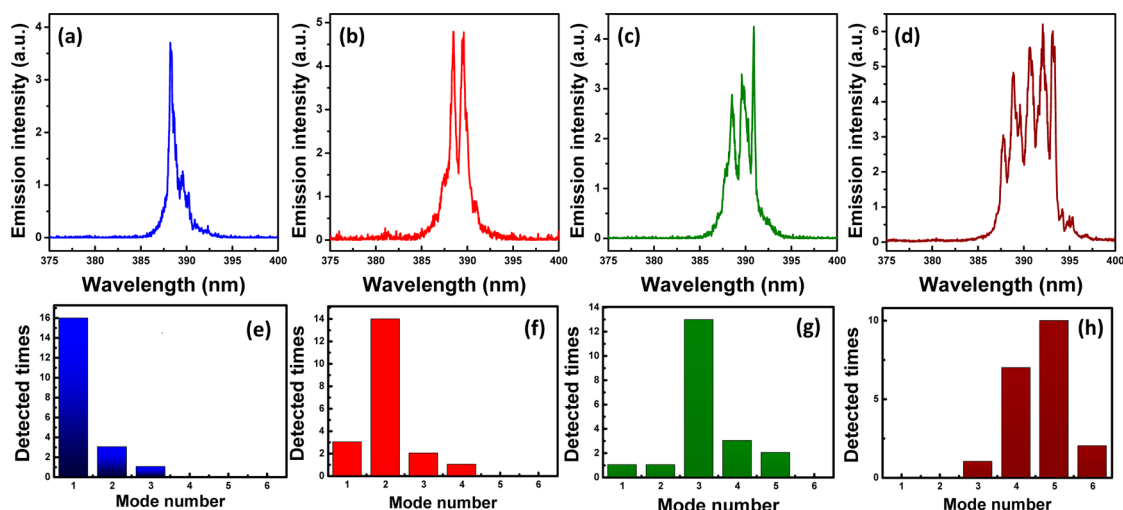 (a)
Emission intensity (a.u.)
4
3
2
1
0
375 380 385 390 395 400
Wavelength (nm)
(b)
Emission intensity (a.u.)
5
4
3
2
1
0
375 380 385 390 395 400
Wavelength (nm)
(c)
Emission intensity (a.u.)
4
3
2
1
0
375 380 385 390 395 400
Wavelength (nm)
(d)
Emission intensity (a.u.)
6
5
4
3
2
1
0
375 380 385 390 395 400
Wavelength (nm)
(e)
Detected times
16
14
12
10
8
6
4
2
1 2 3 4 5 6
Mode number
(f)
Detected times
14
12
10
8
6
4
2
0
1 2 3 4 5 6
Mode number
(g)
Detected times
14
12
10
8
6
4
2
0
1 2 3 4 5 6
Mode number
(h)
Detected times
10
5
0
1 2 3 4 5 6
Mode number